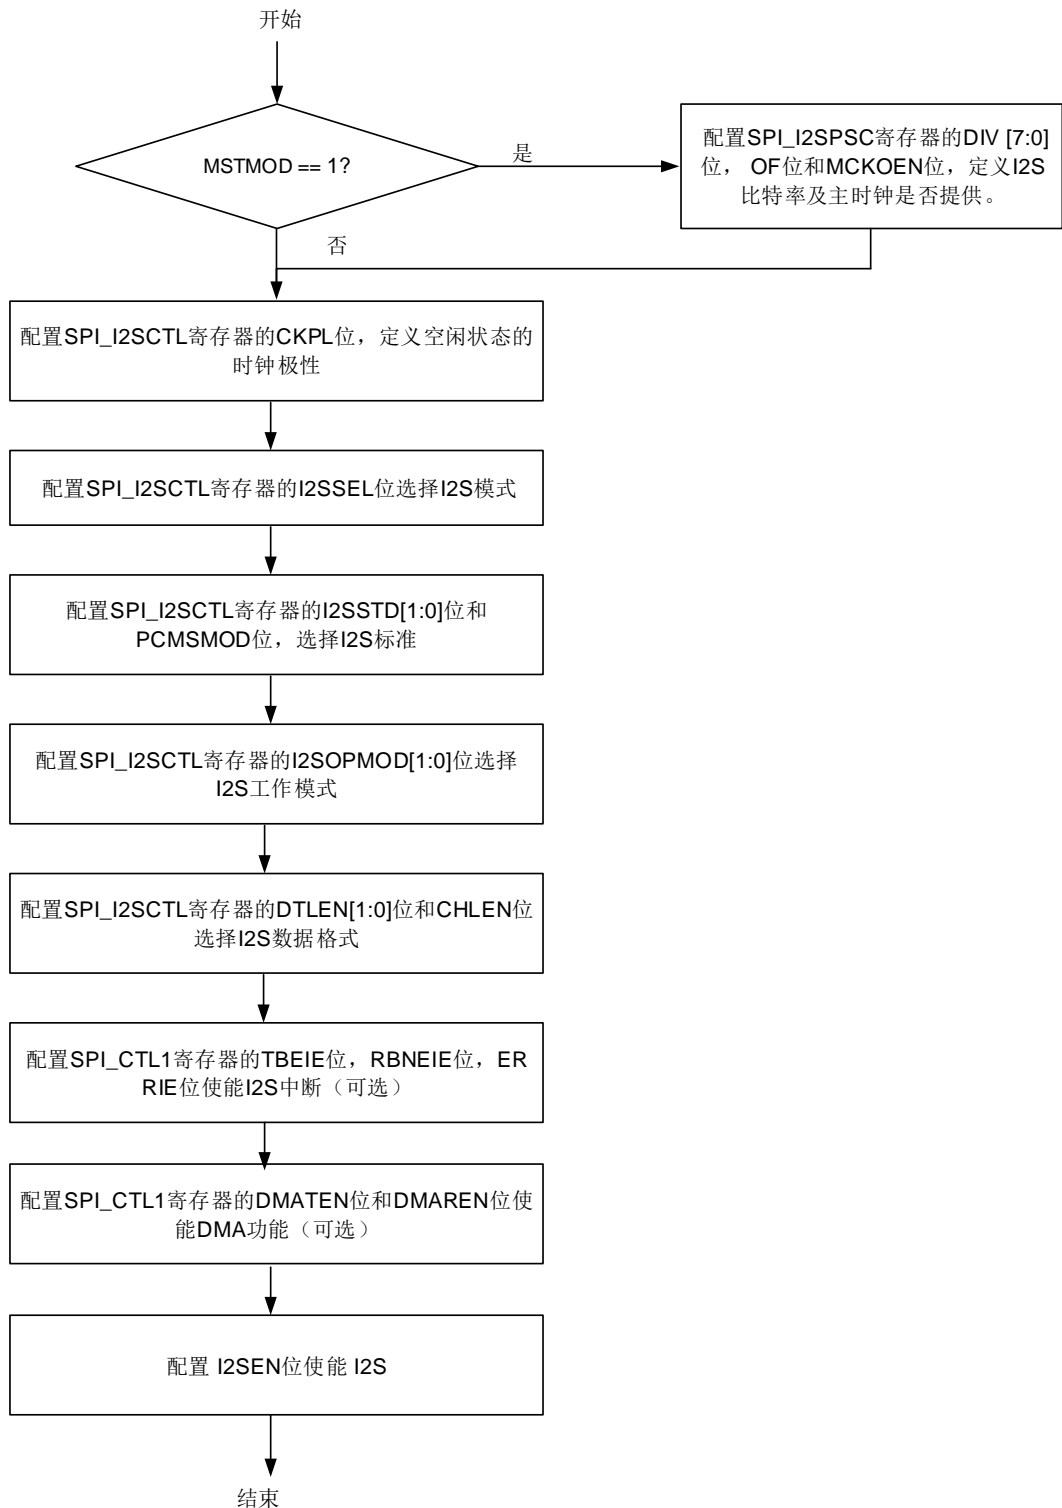 开始
MSTMOD == 1?
是
配置SPI_I2SPSC寄存器的DIV [7:0]
位， OF位和MCKOEN位，定义I2S
比特率及主时钟是否提供。
否
配置SPI_I2SCTL寄存器的CKPL位，定义空闲状态的
时钟极性
配置SPI_I2SCTL寄存器的I2SSEL位选择I2S模式
配置SPI_I2SCTL寄存器的I2SSTD[1:0]位和
PCMSMOD位，选择I2S标准
配置SPI_I2SCTL寄存器的I2SOPMOD[1:0]位选择
I2S工作模式
配置SPI_I2SCTL寄存器的DTLEN[1:0]位和CHLEN位
选择I2S数据格式
配置SPI_CTL1寄存器的TBEIE位，RBNEIE位，ER
RIE位使能I2S中断（可选）
配置SPI_CTL1寄存器的DMATEN位和DMAREN位使
能DMA功能（可选）
配置 I2SEN位使能 I2S
结束